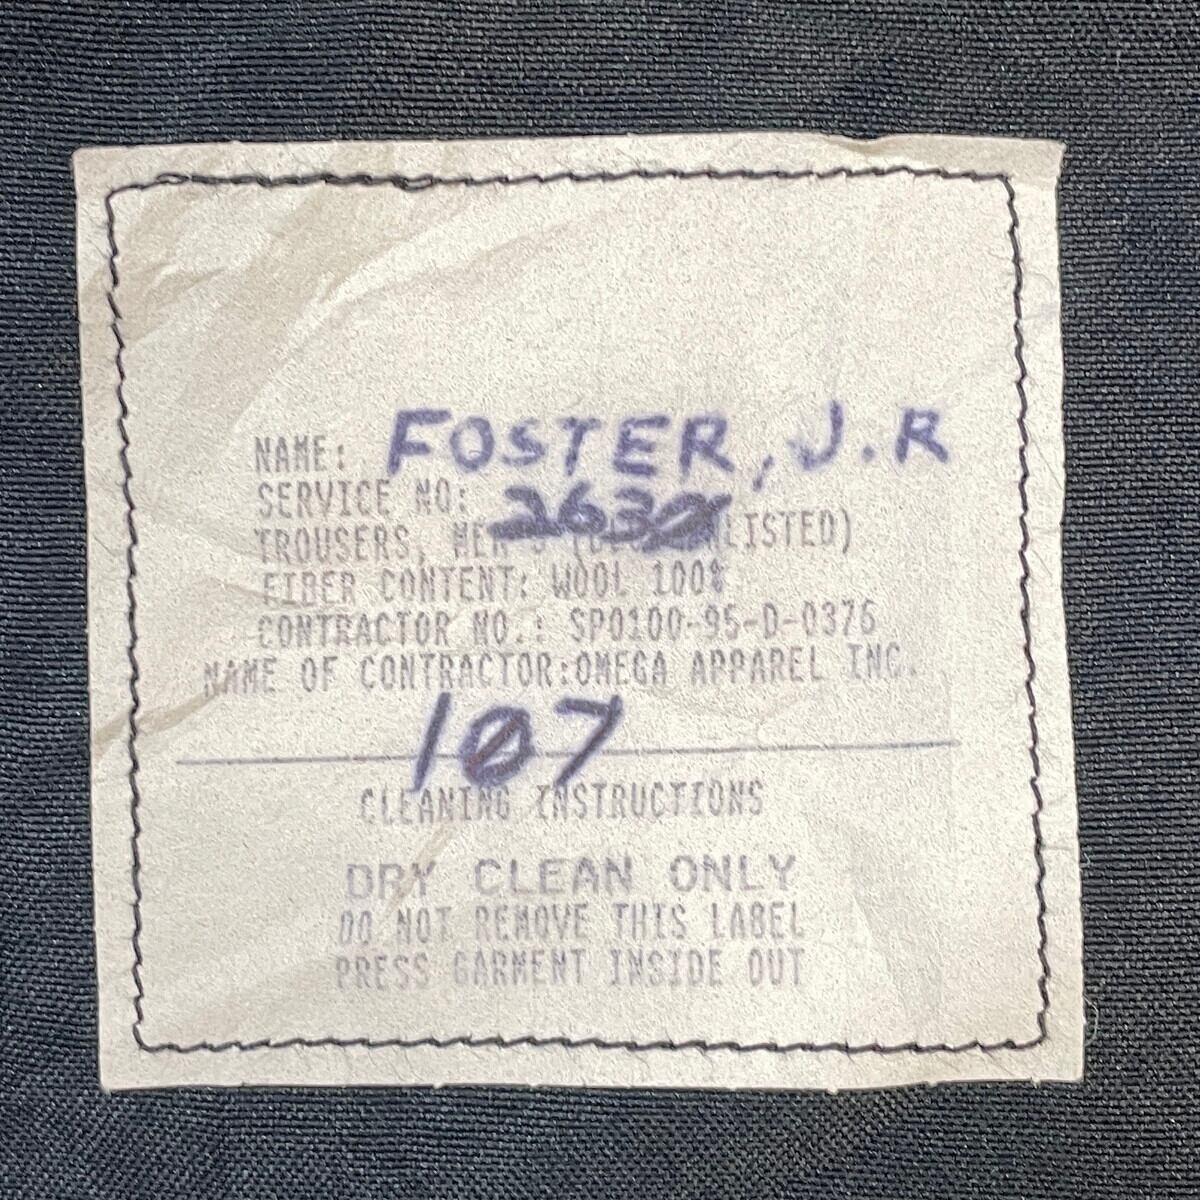 NAME: FOSTER, J.R
SERVICE NO: 2630
TROUSERS, MEN'S LISTED)
FIBER CONTENT: WOOL 100%
CONTRACTOR NO.: SP0100-95-D-0376
NAME OF CONTRACTOR:OMEGA APPAREL INC.
107
CLEANING INSTRUCTIONS
DRY CLEAN ONLY
DO NOT REMOVE THIS LABEL
PRESS GARMENT INSIDE OUT